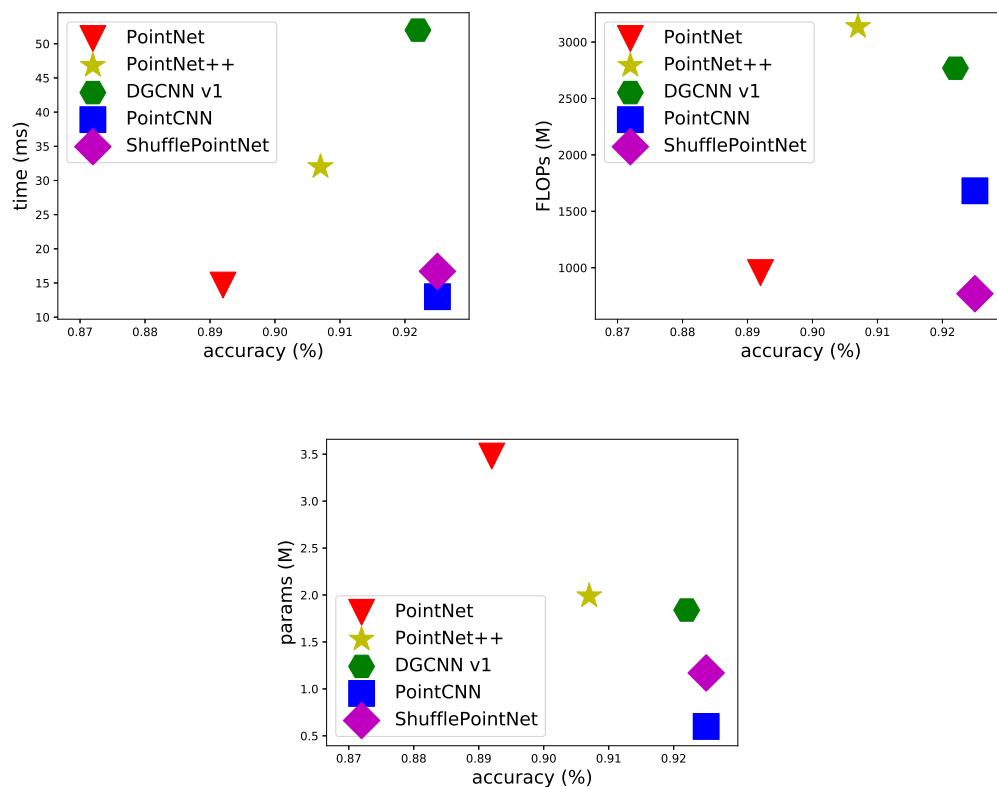 50
45
40
35
30
25
20
15
10
time (ms)
PointNet
PointNet++
DGCNN v1
PointCNN
ShufflePointNet
0.87 0.88 0.89 0.90 0.91 0.92
accuracy (%)
3000
2500
2000
1500
1000
FLOPs (M)
PointNet
PointNet++
DGCNN v1
PointCNN
ShufflePointNet
0.87 0.88 0.89 0.90 0.91 0.92
accuracy (%)
3.5
3.0
2.5
2.0
1.5
1.0
0.5
params (M)
PointNet
PointNet++
DGCNN v1
PointCNN
ShufflePointNet
0.87 0.88 0.89 0.90 0.91 0.92
accuracy (%)